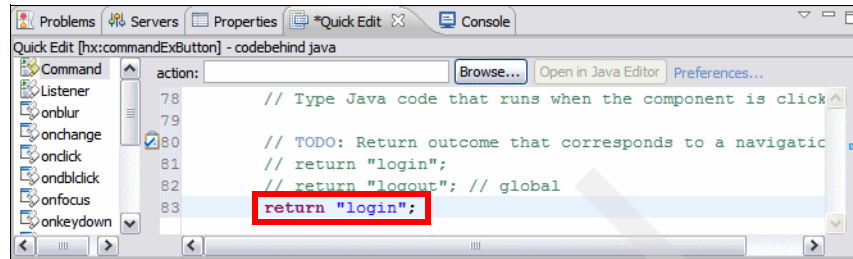 Problems Servers Properties *Quick Edit Console
Quick Edit [hx:commandExButton] - codebehind java
Command
Listener
onblur
onchange
onclick
ondblclick
onfocus
onkeydown
action: Browse... Open in Java Editor Preferences...
78 // Type Java code that runs when the component is click
79
80 // TODO: Return outcome that corresponds to a navigatio
81 // return "login";
82 // return "logout"; // global
83 return "login";